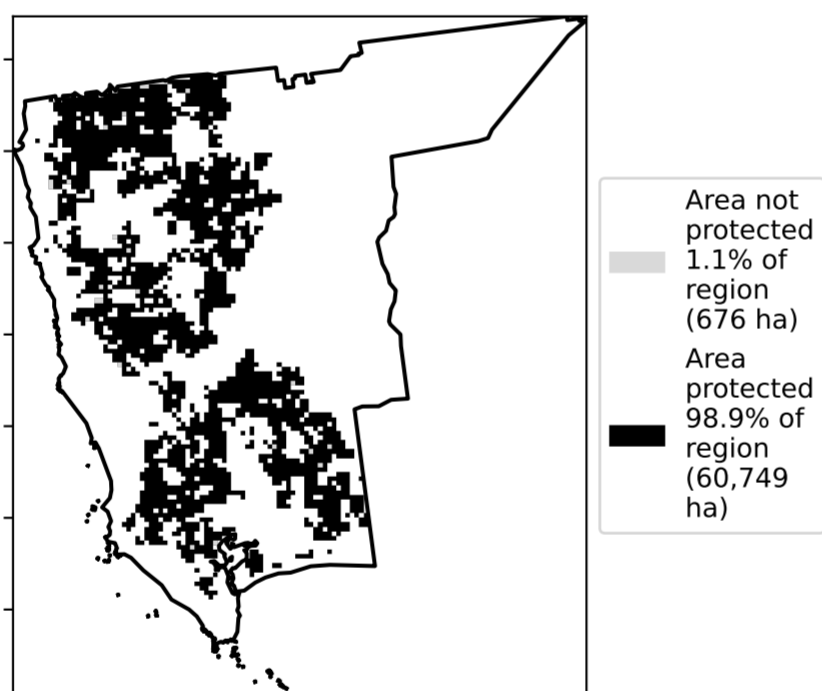 Area not
protected
1.1% of
region
(676 ha)
Area
protected
98.9% of
region
(60,749
ha)